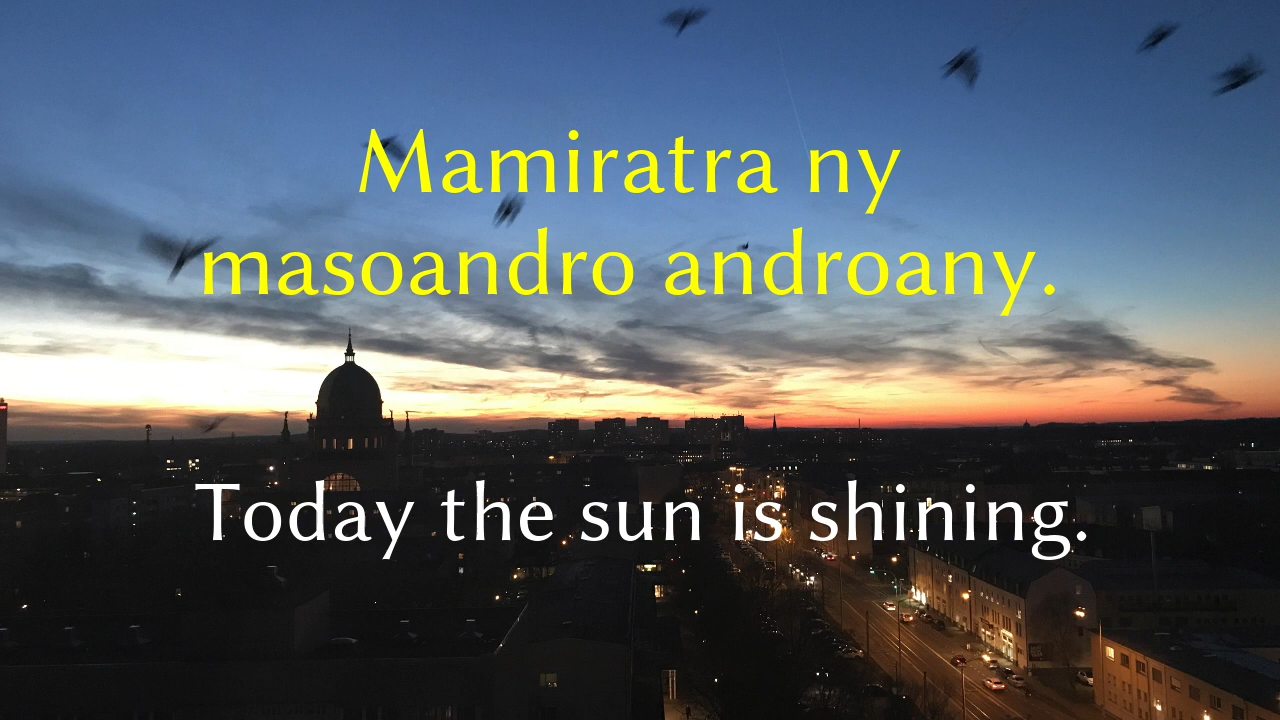 Mamiratra ny
masoandro androany.
Today the sun is shining.